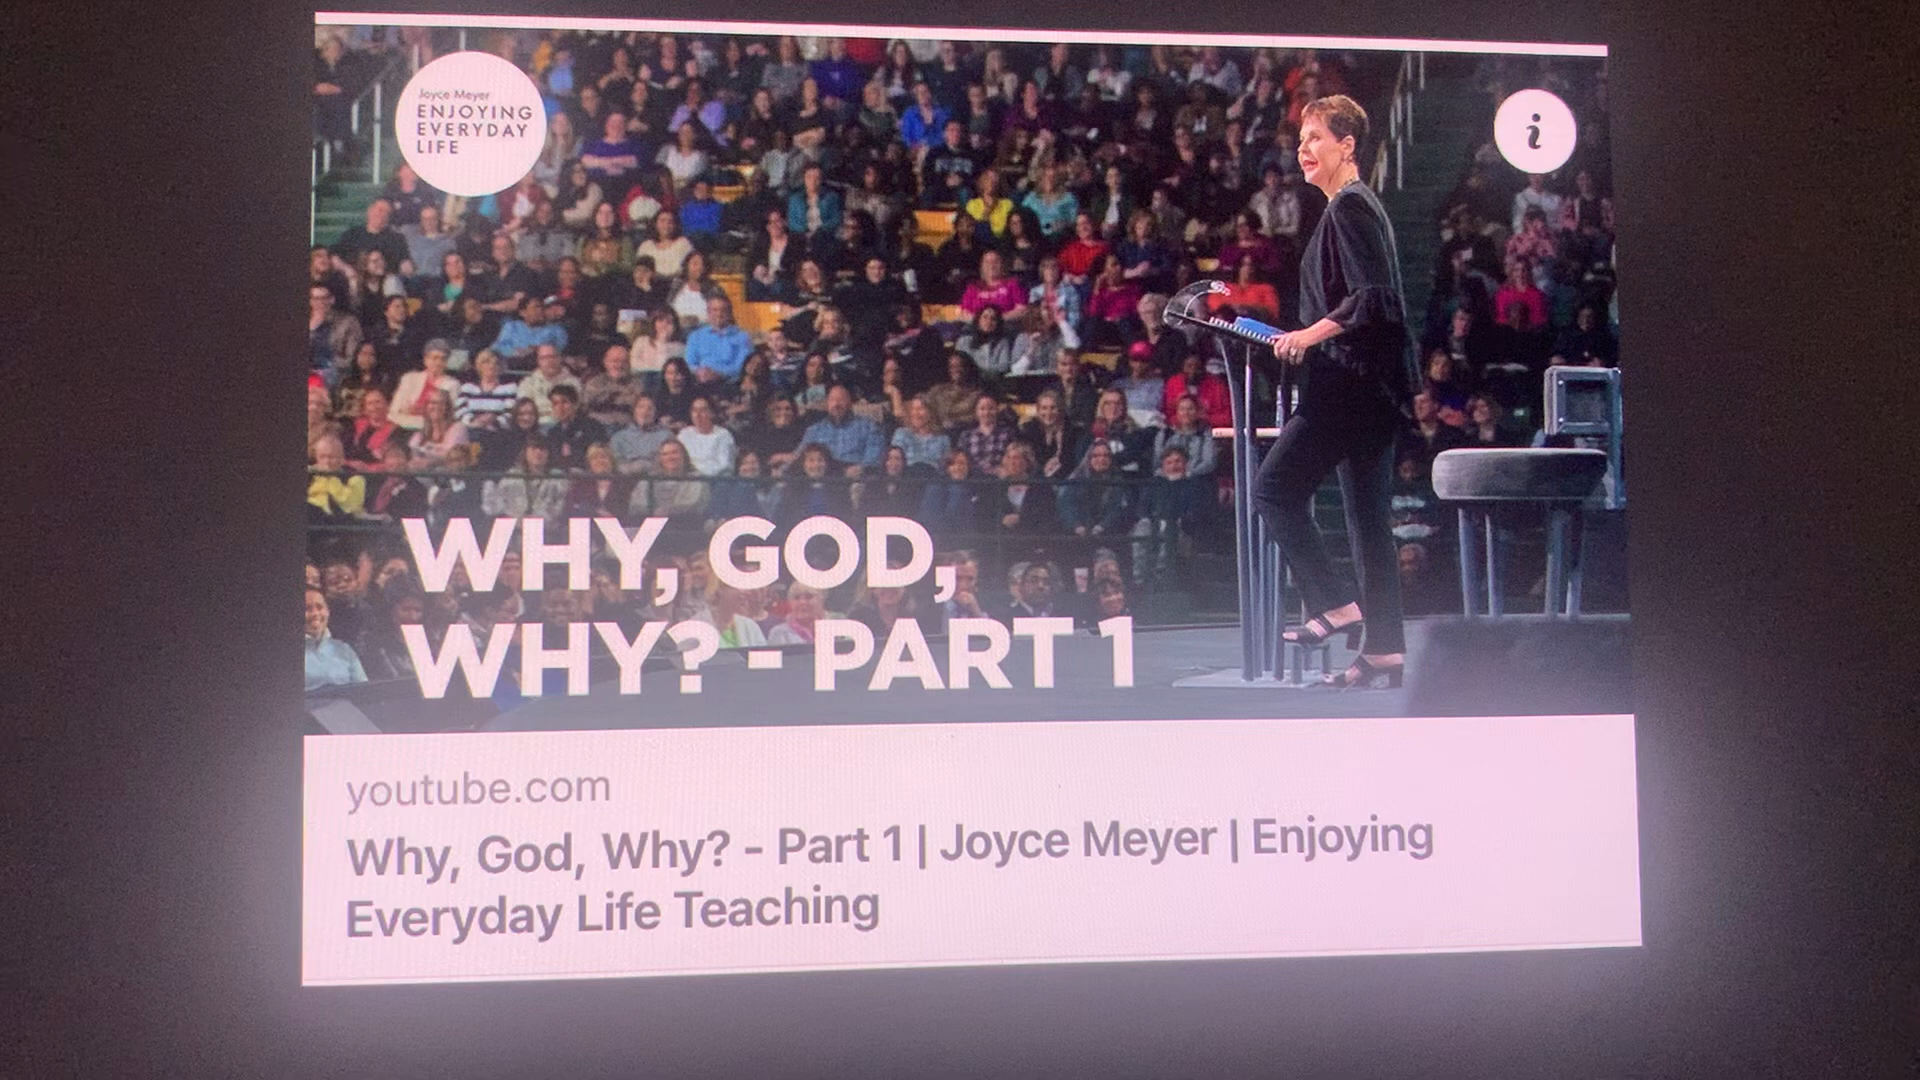 Joyce Meyer
ENJOYING
EVERYDAY
LIFE
i
WHY, GOD,
WHY? - PART 1
youtube.com
Why, God, Why? - Part 1 | Joyce Meyer | Enjoying
Everyday Life Teaching